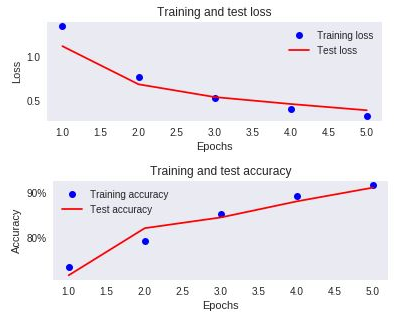 Training and test loss
Training loss
Test loss
1.0
0.5
Loss
1.0 1.5 2.0 2.5 3.0 3.5 4.0 4.5 5.0
Epochs
Training and test accuracy
Training accuracy
Test accuracy
90%
80%
Accuracy
1.0 1.5 2.0 2.5 3.0 3.5 4.0 4.5 5.0
Epochs